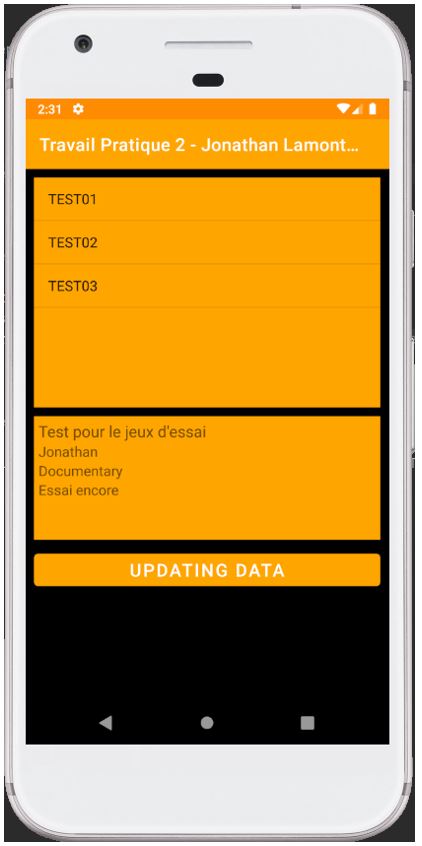 2:31
Travail Pratique 2 - Jonathan Lamont…
TEST01
TEST02
TEST03
Test pour le jeux d'essai
Jonathan
Documentary
Essai encore
UPDATING DATA